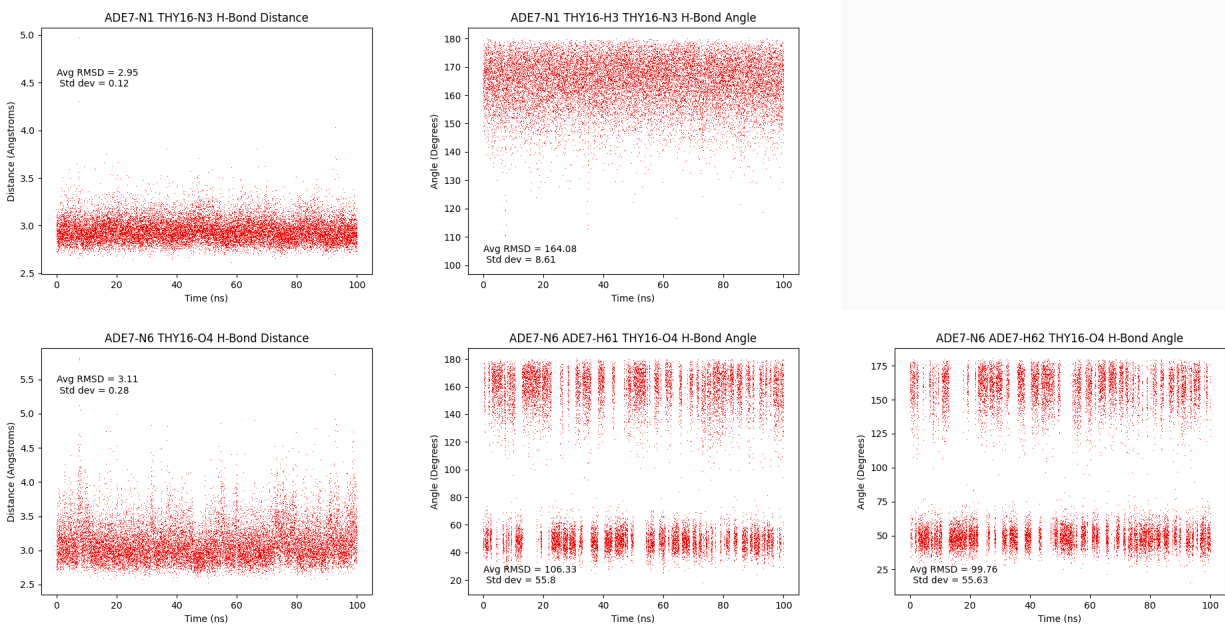 ADE7-N1 THY16-N3 H-Bond Distance
5.0
4.5
4.0
3.5
3.0
2.5
Distance (Angstroms)
Avg RMSD = 2.95
Std dev = 0.12
0 20 40 60 80 100
Time (ns)
ADE7-N1 THY16-H3 THY16-N3 H-Bond Angle
180
170
160
150
140
130
120
110
100
Angle (Degrees)
Avg RMSD = 164.08
Std dev = 8.61
0 20 40 60 80 100
Time (ns)
ADE7-N6 THY16-O4 H-Bond Distance
5.5
5.0
4.5
4.0
3.5
3.0
2.5
Distance (Angstroms)
Avg RMSD = 3.11
Std dev = 0.28
0 20 40 60 80 100
Time (ns)
ADE7-N6 ADE7-H61 THY16-O4 H-Bond Angle
180
160
140
120
100
80
60
40
20
Angle (Degrees)
Avg RMSD = 106.33
Std dev = 55.8
0 20 40 60 80 100
Time (ns)
ADE7-N6 ADE7-H62 THY16-O4 H-Bond Angle
175
150
125
100
75
50
25
Angle (Degrees)
Avg RMSD = 99.76
Std dev = 55.63
0 20 40 60 80 100
Time (ns)